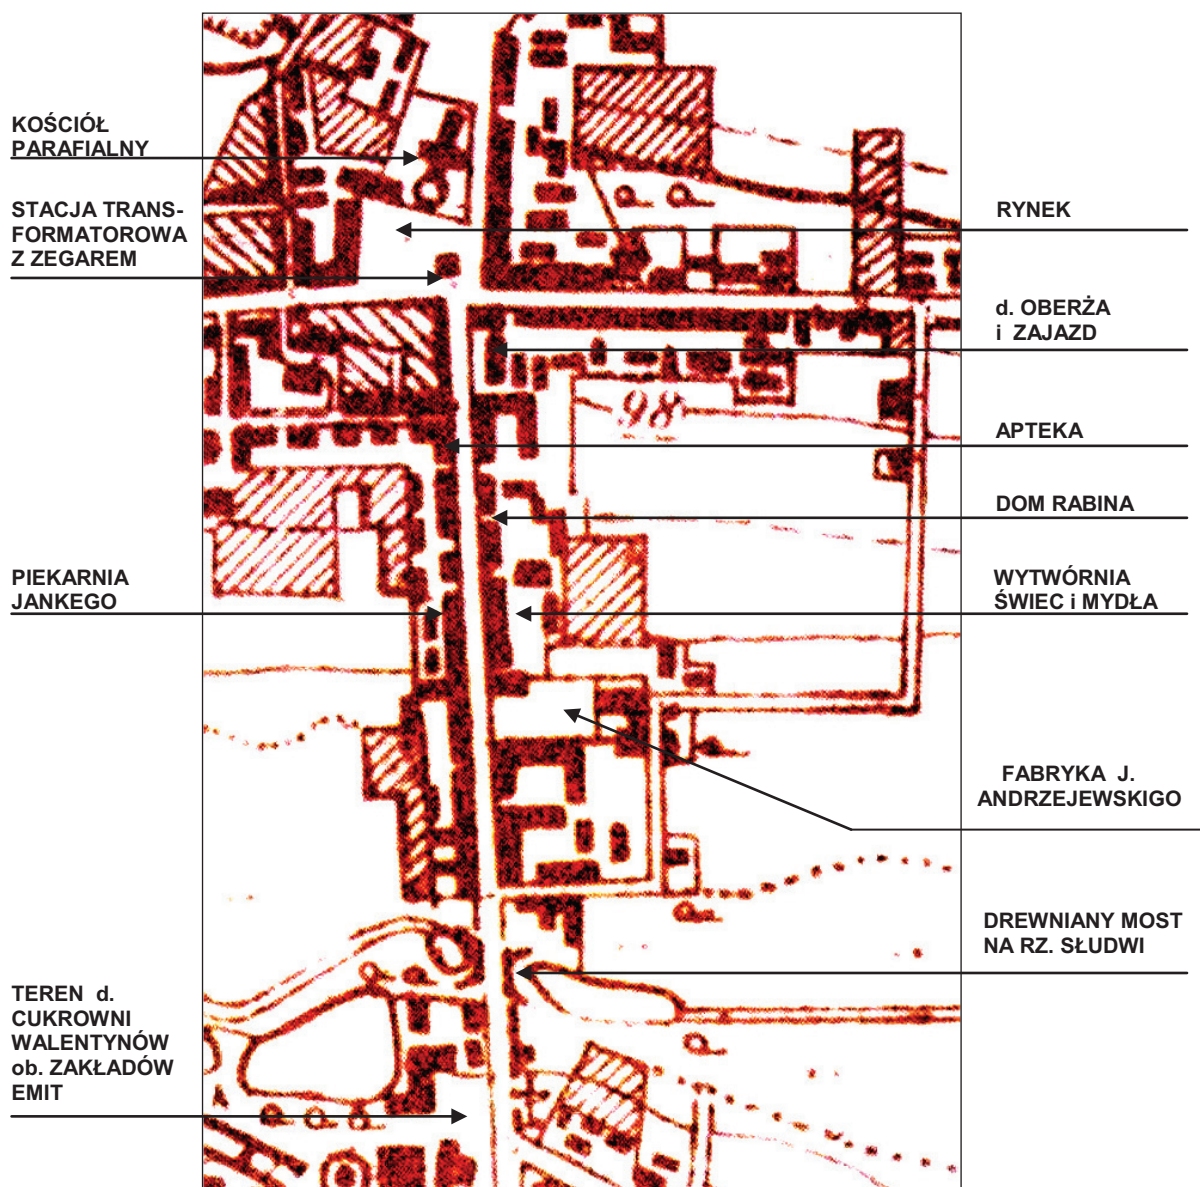 KOŚCIÓŁ
PARAFIALNY
STACJA TRANS-
FORMATOROWA
Z ZEGAREM
PIEKARNIA
JANKEGO
TEREN d.
CUKROWNI
WALENTYNÓW
ob. ZAKŁADÓW
EMIT
98
RYNEK
d. OBERŻA
i ZAJAZD
APTEKA
DOM RABINA
WYTWÓRNIA
ŚWIEC i MYDŁA
FABRYKA J.
ANDRZEJEWSKIGO
DREWNIANY MOST
NA RZ. SŁUDWI